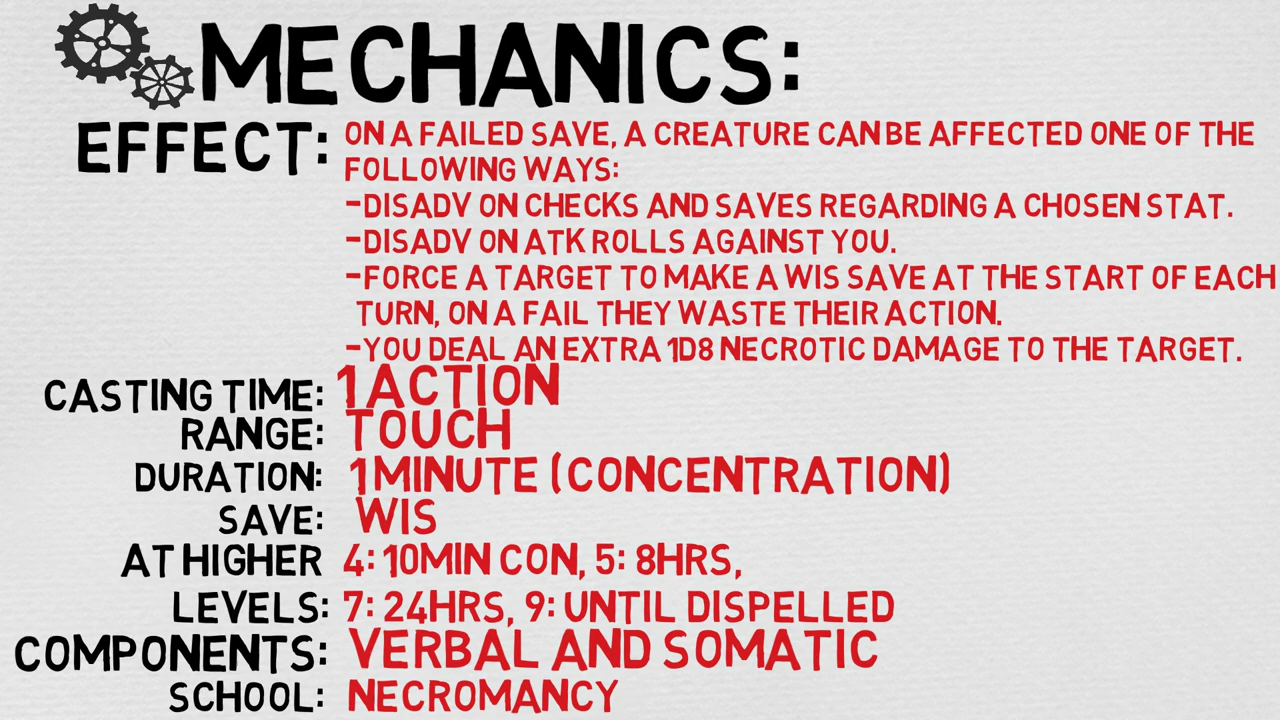 MECHANICS:
EFFECT: ON A FAILED SAVE, A CREATURE CAN BE AFFECTED ONE OF THE
FOLLOWING WAYS:
-DISADV ON CHECKS AND SAVES REGARDING A CHOSEN STAT.
-DISADV ON ATK ROLLS AGAINST YOU.
-FORCE A TARGET TO MAKE A WIS SAVE AT THE START OF EACH
TURN, ON A FAIL THEY WASTE THEIR ACTION.
-YOU DEAL AN EXTRA 1D8 NECROTIC DAMAGE TO THE TARGET.
CASTING TIME: 1 ACTION
RANGE: TOUCH
DURATION: 1 MINUTE (CONCENTRATION)
SAVE: WIS
AT HIGHER 4: 10MIN CON, 5: 8HRS,
LEVELS: 7: 24HRS, 9: UNTIL DISPELLED
COMPONENTS: VERBAL AND SOMATIC
SCHOOL: NECROMANCY